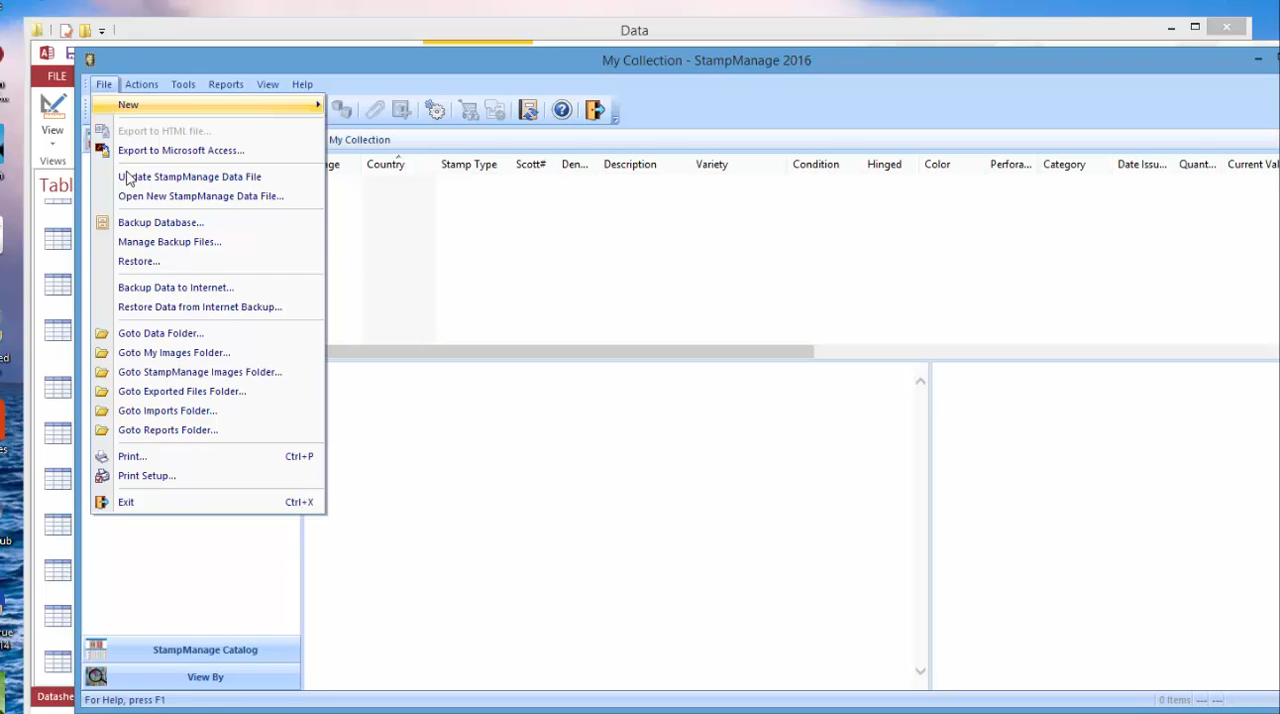 Data
My Collection - StampManage 2016
FILE
File Actions Tools Reports View Help
View
Views
New
Export to HTML file...
Export to Microsoft Access...
Update StampManage Data File
Open New StampManage Data File...
Backup Database...
Manage Backup Files...
Restore...
Backup Data to Internet...
Restore Data from Internet Backup...
Goto Data Folder...
Goto My Images Folder...
Goto StampManage Images Folder...
Goto Exported Files Folder...
Goto Imports Folder...
Goto Reports Folder...
Print... Ctrl+P
Print Setup...
Exit Ctrl+X
My Collection
Country Stamp Type Scott# Den... Description Variety Condition Hinged Color Perfora... Category Date Issu... Quant... Current Val
Tabl
StampManage Catalog
View By
Datashe
For Help, press F1
0 Items